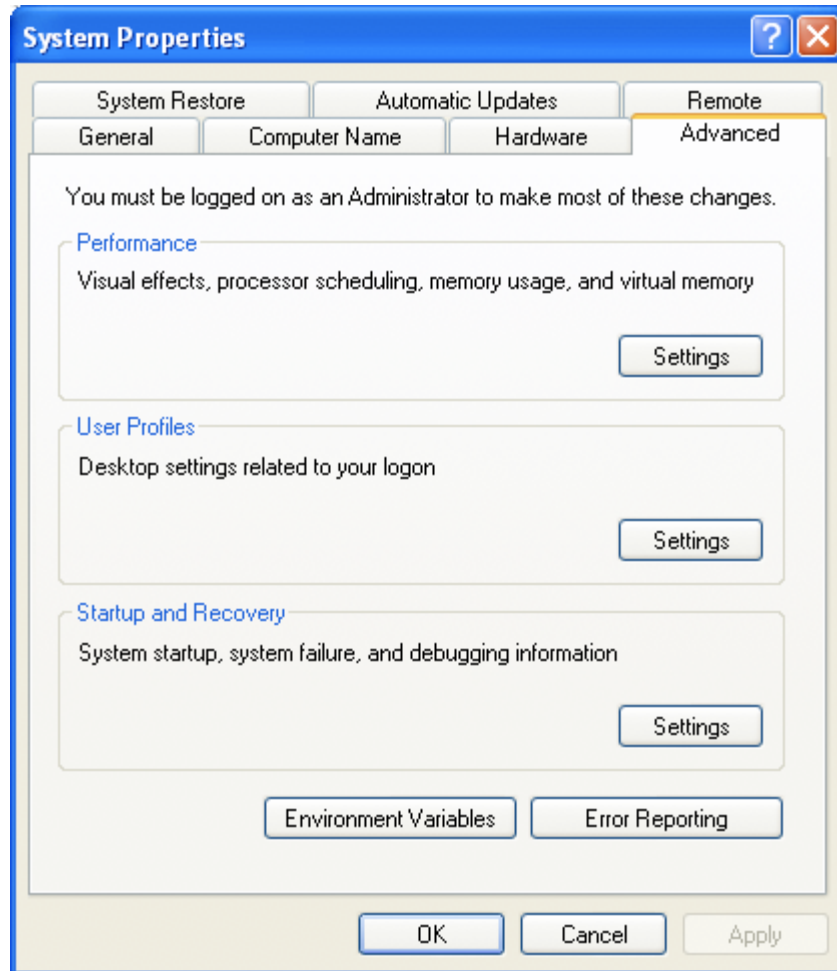 System Properties
System Restore
Automatic Updates
Remote
General
Computer Name
Hardware
Advanced
You must be logged on as an Administrator to make most of these changes.
Performance
Visual effects, processor scheduling, memory usage, and virtual memory
Settings
User Profiles
Desktop settings related to your logon
Settings
Startup and Recovery
System startup, system failure, and debugging information
Settings
Environment Variables
Error Reporting
OK
Cancel
Apply